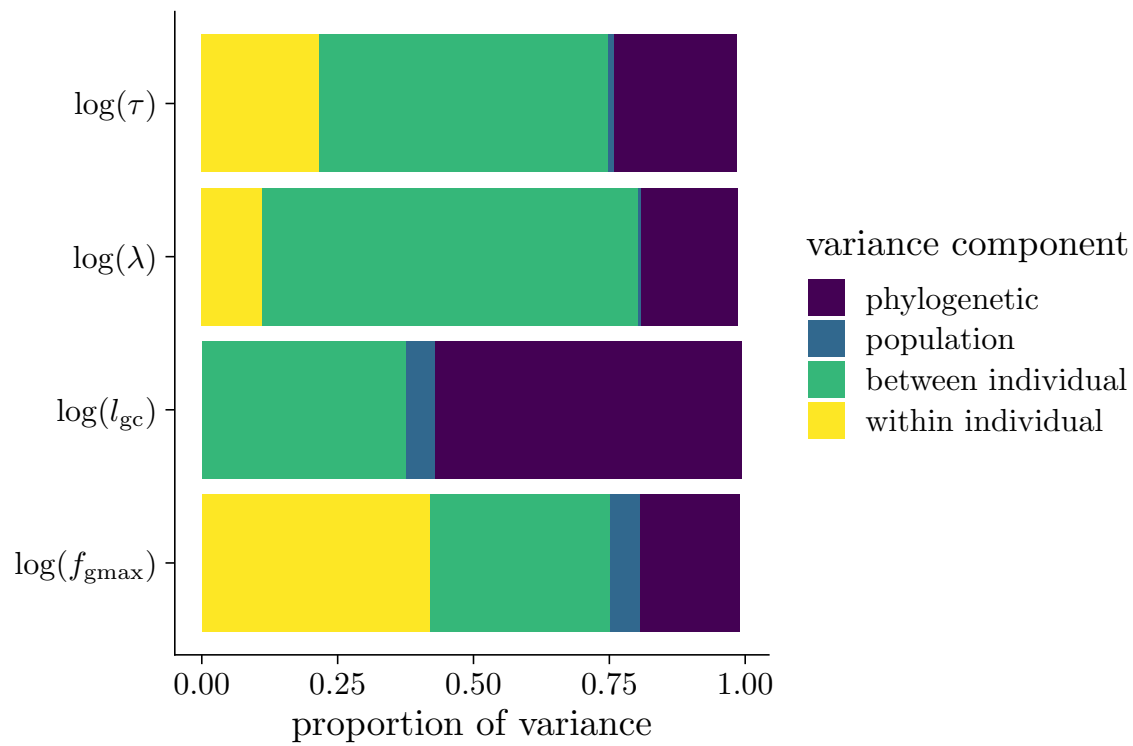 log(τ)
log(λ)
log(l_gc)
log(f_gmax)
0.00 0.25 0.50 0.75 1.00
proportion of variance
variance component
phylogenetic
population
between individual
within individual